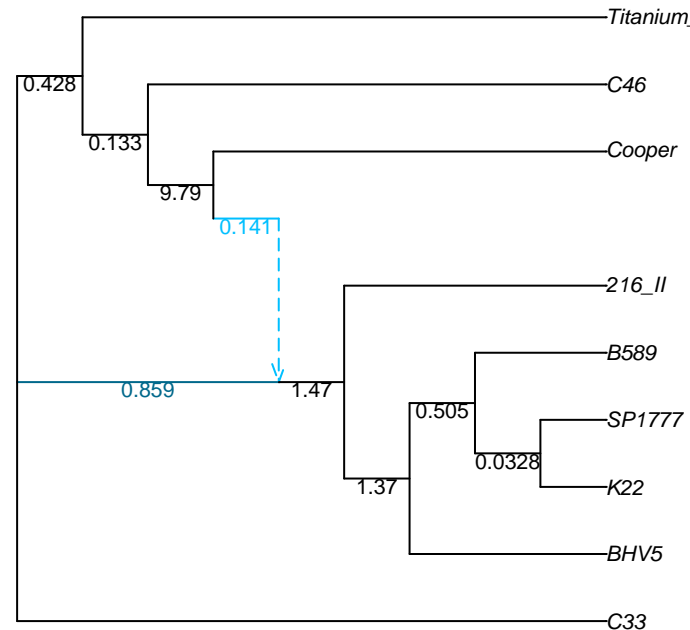 Titanium_
0.428
C46
0.133
Cooper
9.79
0.141
216_II
B589
0.859
1.47
0.505
SP1777
0.0328
K22
1.37
BHV5
C33